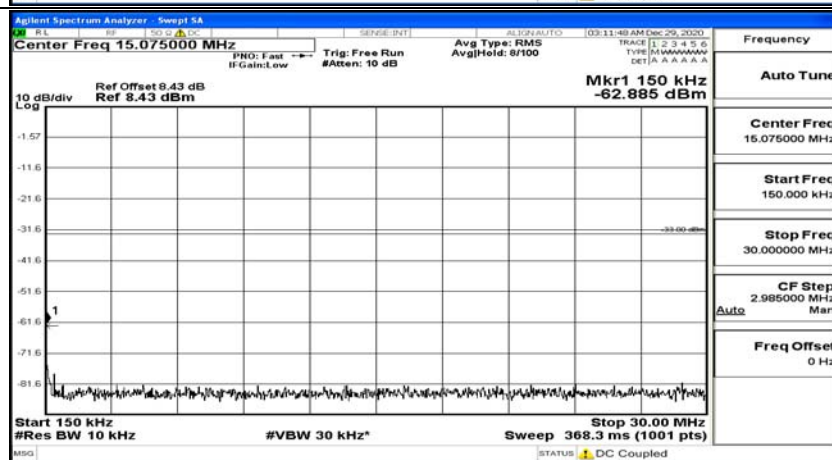 Agilent Spectrum Analyzer - Swept SA
RL RF 50 Ω DC SENSE:INT ALIGN AUTO 03:11:48 AM Dec 29, 2020
Center Freq 15.075000 MHz
PNO: Fast
IFGain:Low
Trig: Free Run
#Atten: 10 dB
Avg Type: RMS
Avg|Hold: 8/100
TRACE 1 2 3 4 5 6
TYPE MWWWWW
DET A A A A A A
Ref Offset 8.43 dB
10 dB/div Ref 8.43 dBm
Log
Mkr1 150 kHz
-62.885 dBm
-1.57
-11.6
-21.6
-31.6
-33.00 dBm
-41.6
-51.6
1
-61.6
-71.6
-81.6
Start 150 kHz Stop 30.00 MHz
#Res BW 10 kHz #VBW 30 kHz* Sweep 368.3 ms (1001 pts)
MSG STATUS DC Coupled
Frequency
Auto Tune
Center Freq
15.075000 MHz
Start Freq
150.000 kHz
Stop Freq
30.000000 MHz
CF Step
2.985000 MHz
Auto Man
Freq Offset
0 Hz